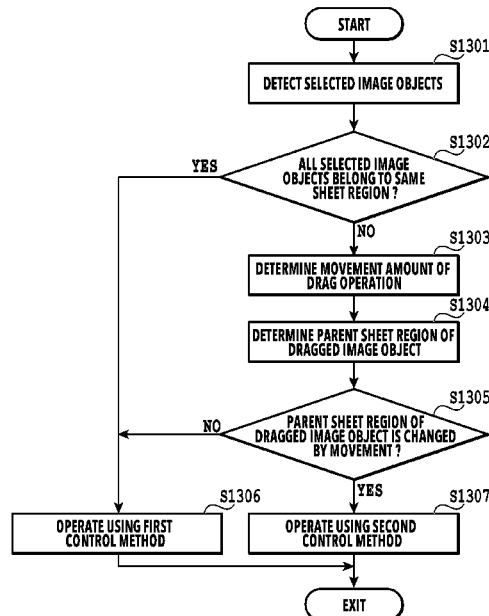 START
S1301
DETECT SELECTED IMAGE OBJECTS
S1302
ALL SELECTED IMAGE
OBJECTS BELONG TO SAME
SHEET REGION ?
YES
NO
S1303
DETERMINE MOVEMENT AMOUNT OF
DRAG OPERATION
S1304
DETERMINE PARENT SHEET REGION OF
DRAGGED IMAGE OBJECT
S1305
PARENT SHEET REGION OF
DRAGGED IMAGE OBJECT IS CHANGED
BY MOVEMENT ?
NO
YES
S1306
OPERATE USING FIRST
CONTROL METHOD
S1307
OPERATE USING SECOND
CONTROL METHOD
EXIT